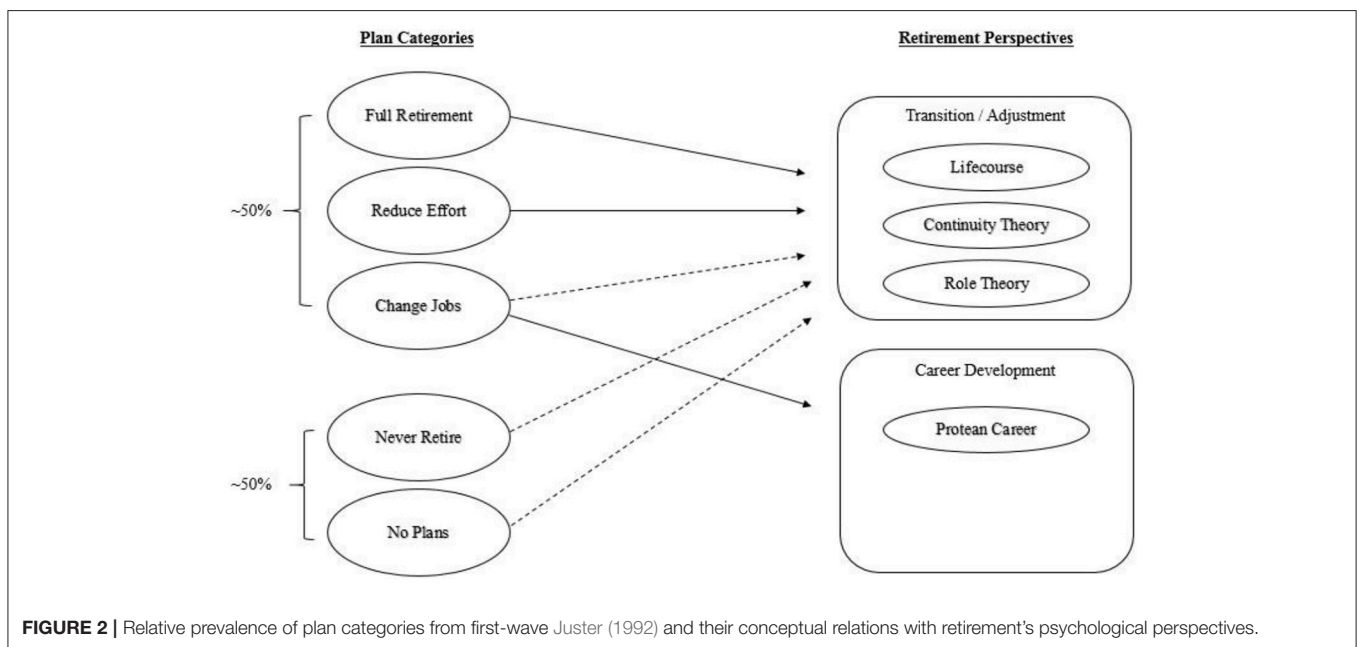 Plan Categories
Retirement Perspectives
Full Retirement
Reduce Effort
Change Jobs
~50%
Never Retire
No Plans
~50%
Transition / Adjustment
Lifecourse
Continuity Theory
Role Theory
Career Development
Protean Career
FIGURE 2 | Relative prevalence of plan categories from first-wave Juster (1992) and their conceptual relations with retirement's psychological perspectives.